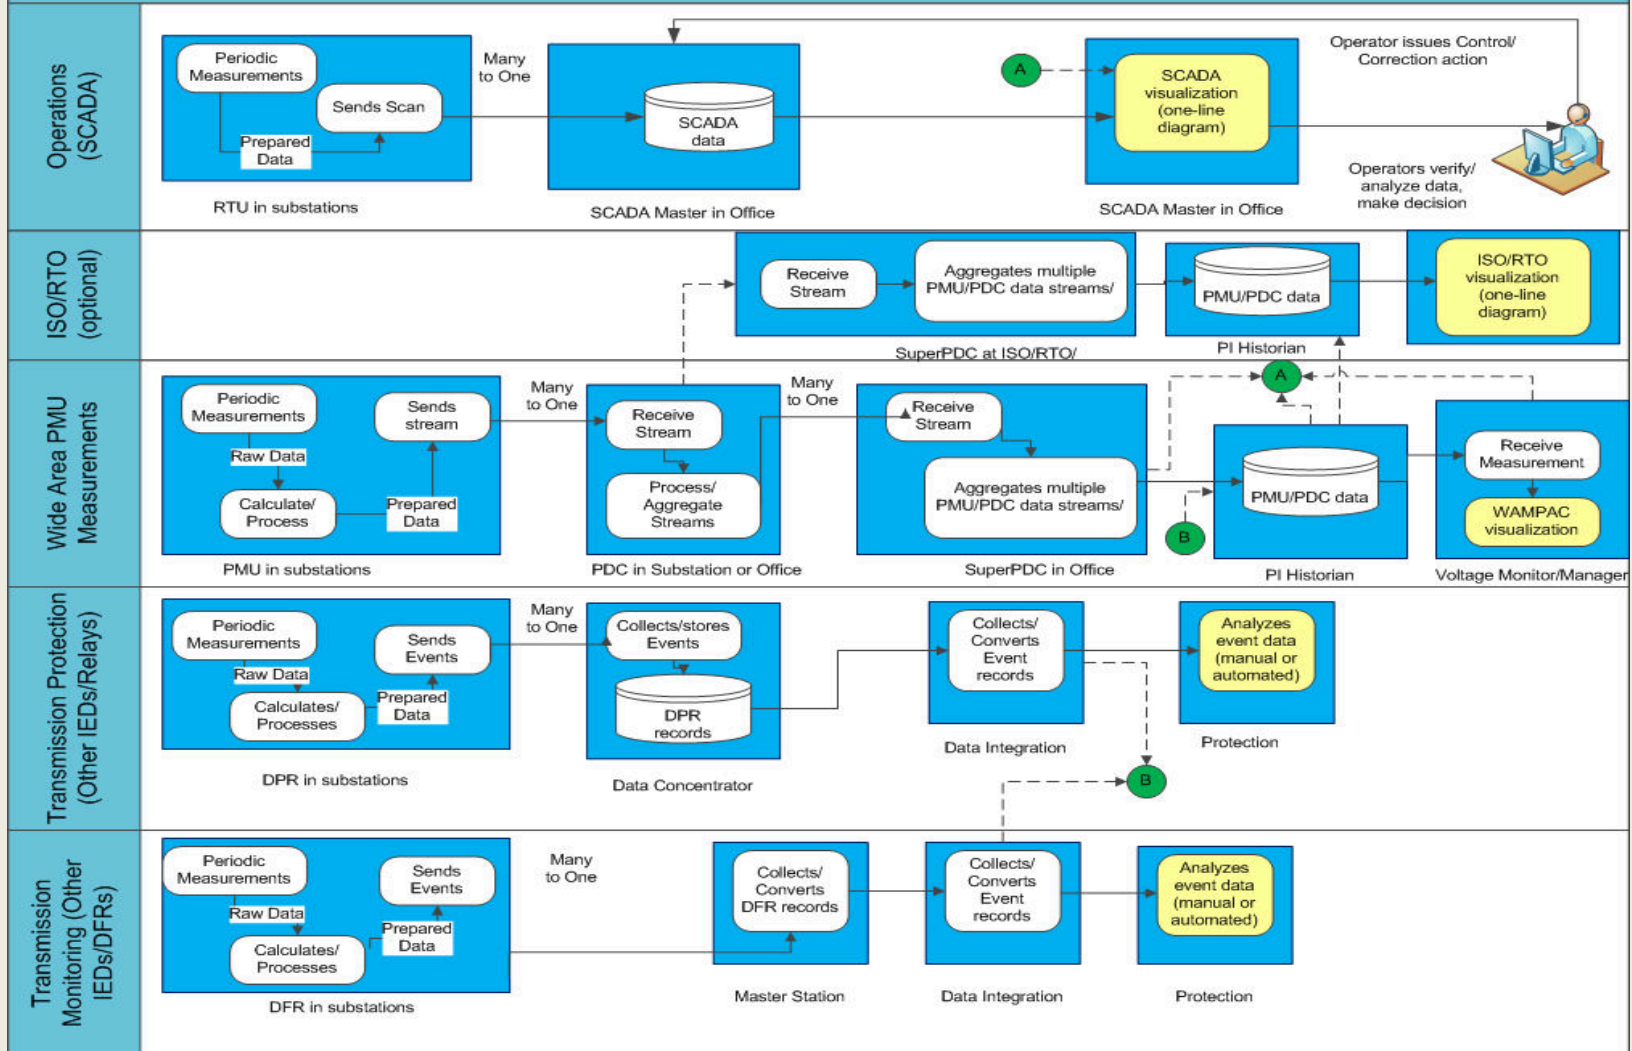 Operations
(SCADA)
Periodic
Measurements
Sends Scan
Prepared
Data
RTU in substations
Many
to One
SCADA
data
SCADA Master in Office
A
SCADA
visualization
(one-line
diagram)
SCADA Master in Office
Operator issues Control/
Correction action
Operators verify/
analyze data,
make decision
ISO/RTO
(optional)
Receive
Stream
Aggregates multiple
PMU/PDC data streams/
SuperPDC at ISO/RTO/
PMU/PDC data
PI Historian
ISO/RTO
visualization
(one-line
diagram)
Wide Area PMU
Measurements
Periodic
Measurements
Raw Data
Calculate/
Process
Prepared
Data
Sends
stream
PMU in substations
Many
to One
Receive
Stream
Process/
Aggregate
Streams
PDC in Substation or Office
Many
to One
Receive
Stream
Aggregates multiple
PMU/PDC data streams/
SuperPDC in Office
A
B
PMU/PDC data
PI Historian
Receive
Measurement
WAMPAC
visualization
Voltage Monitor/Manager
Transmission Protection
(Other IEDs/Relays)
Periodic
Measurements
Raw Data
Calculates/
Processes
Prepared
Data
Sends
Events
DPR in substations
Many
to One
Collects/stores
Events
DPR
records
Data Concentrator
Collects/
Converts
Event
records
Data Integration
B
Analyzes
event data
(manual or
automated)
Protection
Transmission
Monitoring (Other
IEDs/DFRs)
Periodic
Measurements
Raw Data
Calculates/
Processes
Prepared
Data
Sends
Events
DFR in substations
Many
to One
Collects/
Converts
DFR records
Master Station
Collects/
Converts
Event
records
Data Integration
Analyzes
event data
(manual or
automated)
Protection